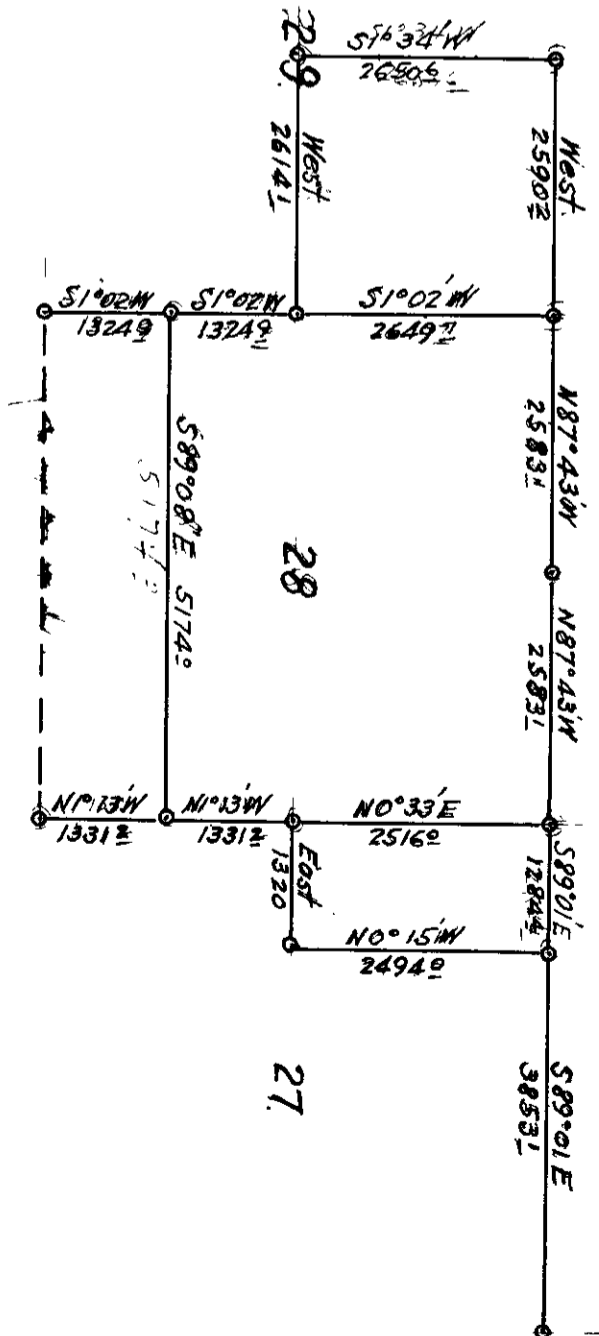 S1°34'W
2650 6
29.
West
2590 2
West
2614 1
S1°02'W
1324 9
S1°02'W
1324 9
S1°02'W
2649 7
N87°43'W
2583 1
N87°43'W
2583 1
S89°08'E 5174 0
28
N1°13'W
1331 2
N1°13'W
1331 2
N0°33'E
2516 0
S89°01'E
1284 4
East
1320
N0°15'W
2494 0
27.
S89°01'E
3853 1